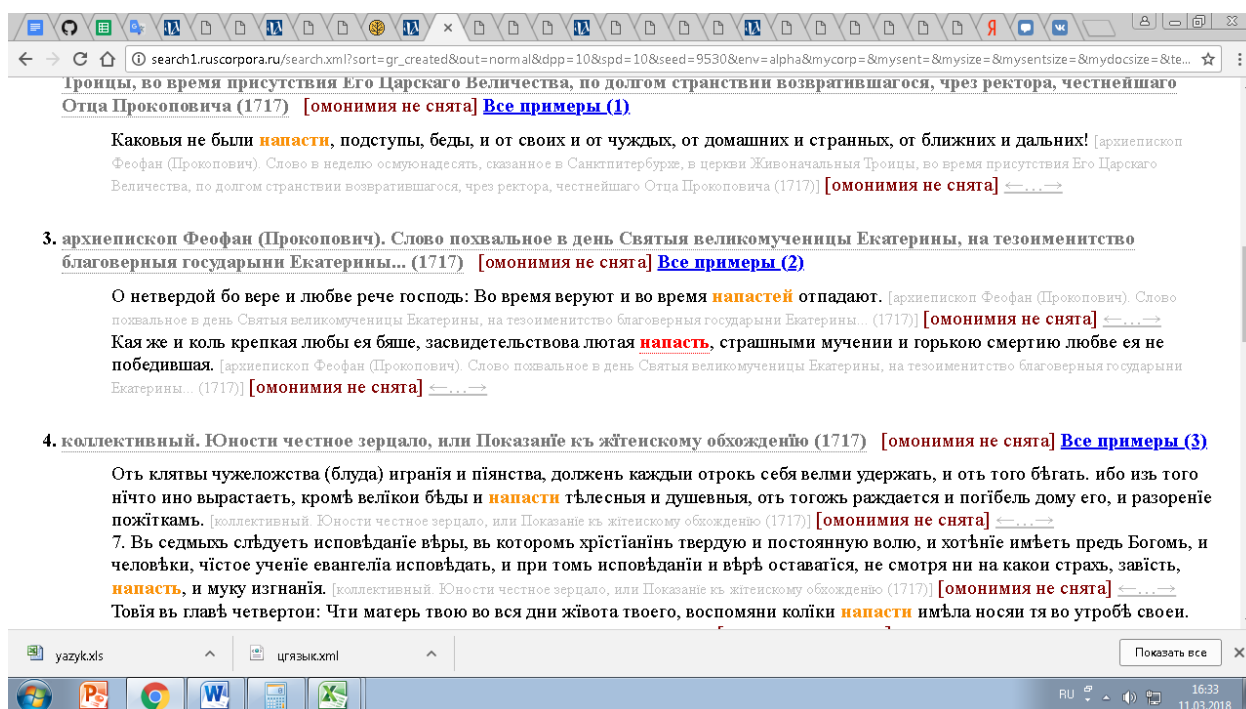 search1.ruscorpora.ru/search.xml?sort=gr_created&out=normal&dpp=10&spd=10&seed=9530&env=alpha&mycorp=&mysent=&mysize=&mysentsize=&mydocsize=&te...
Троицы, во время присутствия Его Царскаго Величества, по долгом странствии возвратившагося, чрез ректора, честнейшаго
Отца Прокоповича (1717) [омонимия не снята] Все примеры (1)
Каковыя не были напасти, подступы, беды, и от своих и от чуждых, от домашних и странных, от ближних и дальних! [архиепископ
Феофан (Прокопович). Слово в неделю осмуюнадесять, сказанное в Санктпитербурхе, в церкви Живоначальныя Троицы, во время присутствия Его Царскаго
Величества, по долгом странствии возвратившагося, чрез ректора, честнейшаго Отца Прокоповича (1717)] [омонимия не снята] ←…→
3. архиепископ Феофан (Прокопович). Слово похвальное в день Святыя великомученицы Екатерины, на тезоименитство
благоверныя государыни Екатерины... (1717) [омонимия не снята] Все примеры (2)
О нетвердой бо вере и любве рече господь: Во время веруют и во время напастей отпадают. [архиепископ Феофан (Прокопович). Слово
похвальное в день Святыя великомученицы Екатерины, на тезоименитство благоверныя государыни Екатерины... (1717)] [омонимия не снята] ←…→
Кая же и коль крепкая любы ея бяше, засвидетельствова лютая напасть, страшными мучении и горькою смертию любве ея не
победившая. [архиепископ Феофан (Прокопович). Слово похвальное в день Святыя великомученицы Екатерины, на тезоименитство благоверныя государыни
Екатерины... (1717)] [омонимия не снята] ←…→
4. коллективный. Юности честное зерцало, или Показанїе къ жїтеискому обхожденїю (1717) [омонимия не снята] Все примеры (3)
Оть клятвы чужеложства (блуда) игранїя и пїянства, должень каждыи отрокь себя велми удержать, и оть того бѣгать. ибо изь того
нїчто ино вырастаеть, кромѣ велїкои бѣды и напасти тѣлесныя и душевныя, оть тогожь раждается и погїбель дому его, и разоренїе
пожїткамь. [коллективный. Юности честное зерцало, или Показанїе къ жїтеискому обхожденїю (1717)] [омонимия не снята] ←…→
7. Вь седмыхь слѣдуеть исповѣданїе вѣры, вь которомь хрїстїанїнь твердую и постоянную волю, и хотѣнїе имѣеть предь Богомь, и
человѣки, чїстое ученїе евангелїа исповѣдать, и при томь исповѣданїи и вѣрѣ оставатїся, не смотря ни на какои страхь, завїсть,
напасть, и муку изгнанїя. [коллективный. Юности честное зерцало, или Показанїе къ жїтеискому обхожденїю (1717)] [омонимия не снята] ←…→
Товїя вь главѣ четвертои: Чти матерь твою во вся дни жївота твоего, воспомяни колїки напасти имѣла носяи тя во утробѣ своеи.
yazyk.xls цгязык.xml Показать все
RU 16:33
11.03.2018